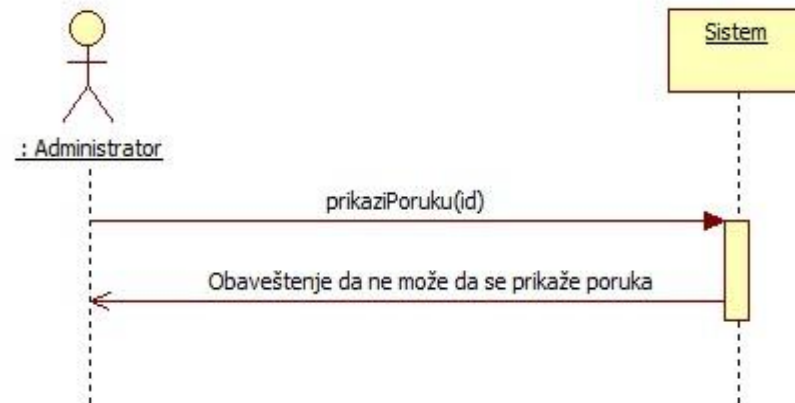 Sistem
: Administrator
prikaziPoruku(id)
Obaveštenje da ne može da se prikaže poruka